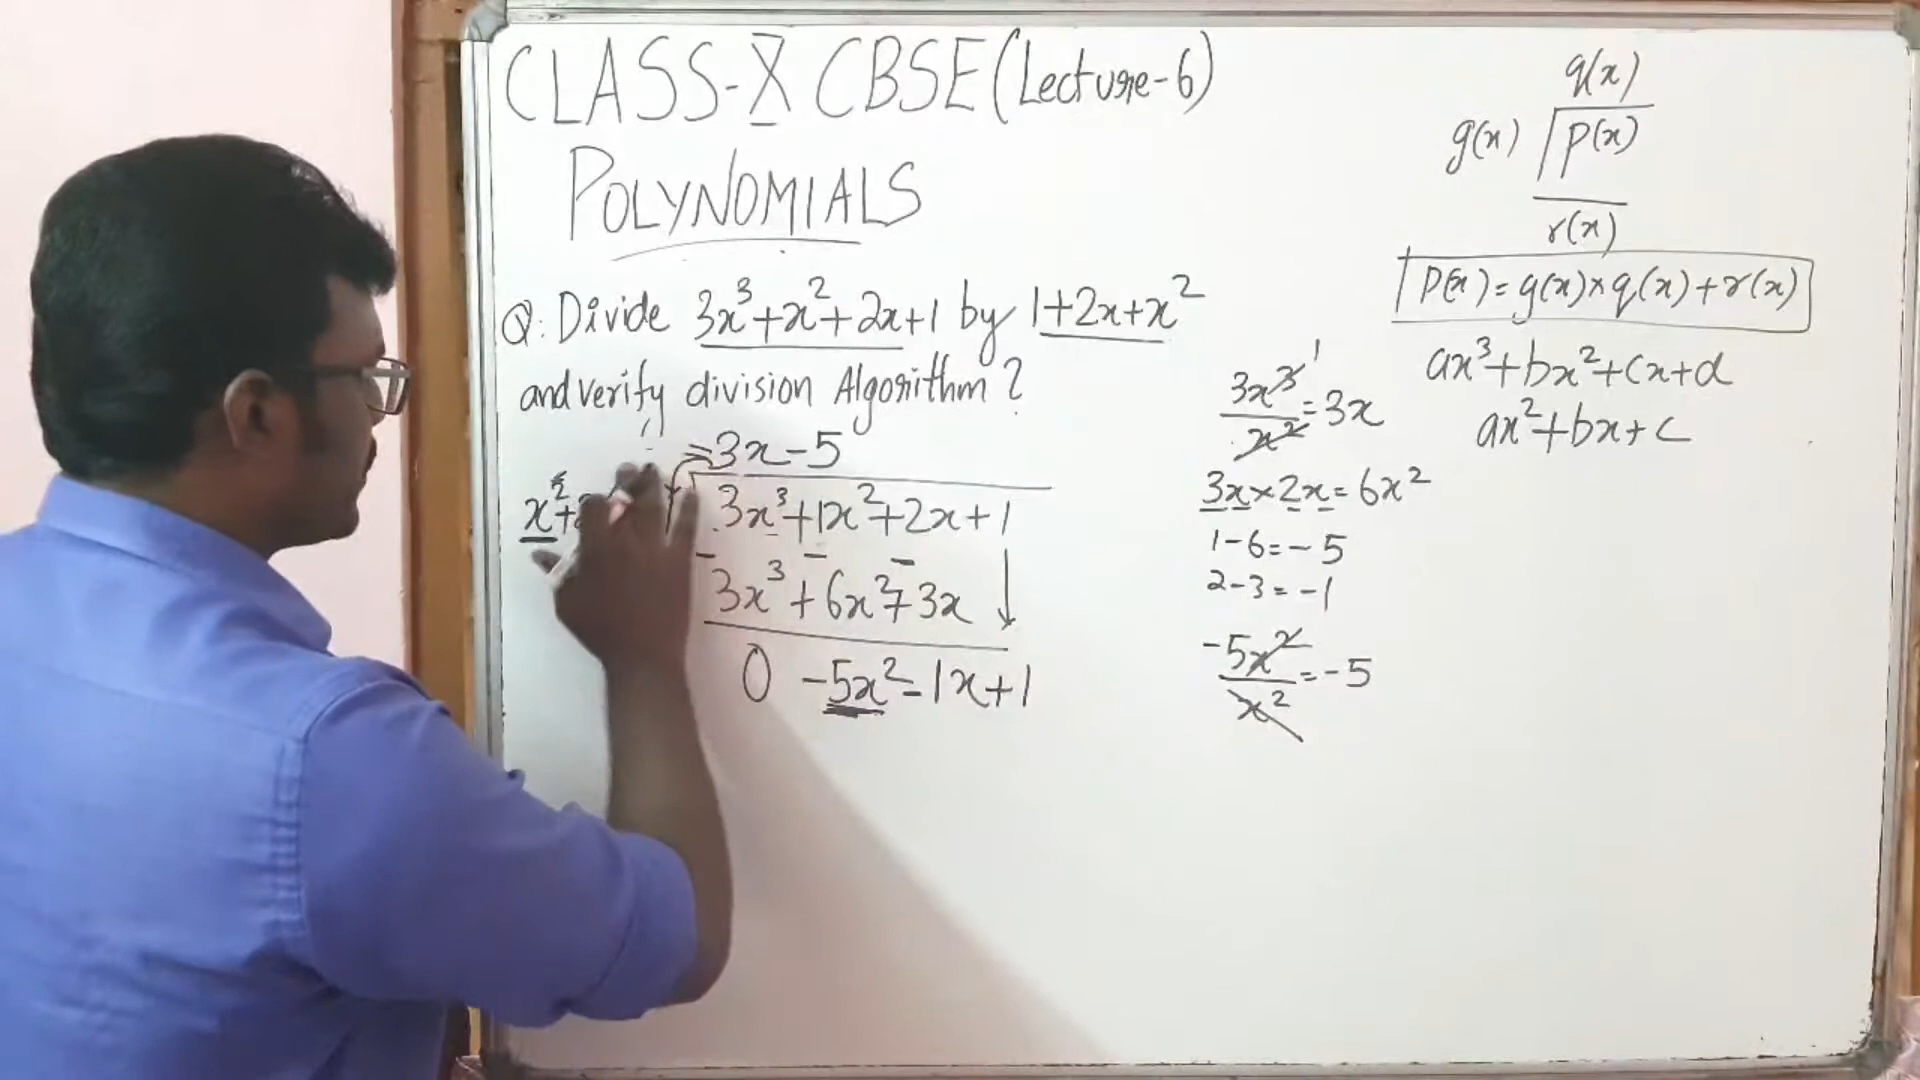 CLASS-X CBSE (Lecture-6)
POLYNOMIALS
Q: Divide 3x³+x²+2x+1 by 1+2x+x²
and verify division Algorithm?
3x-5
x²+
3x³+1x²+2x+1
3x³+6x²+3x
0 -5x²-1x+1
3x³/x²=3x
1
3x×2x=6x²
1-6=-5
2-3=-1
-5x²/x²=-5
q(x)
g(x) p(x)
r(x)
P(x)=g(x)×q(x)+r(x)
ax³+bx²+cx+d
ax²+bx+c